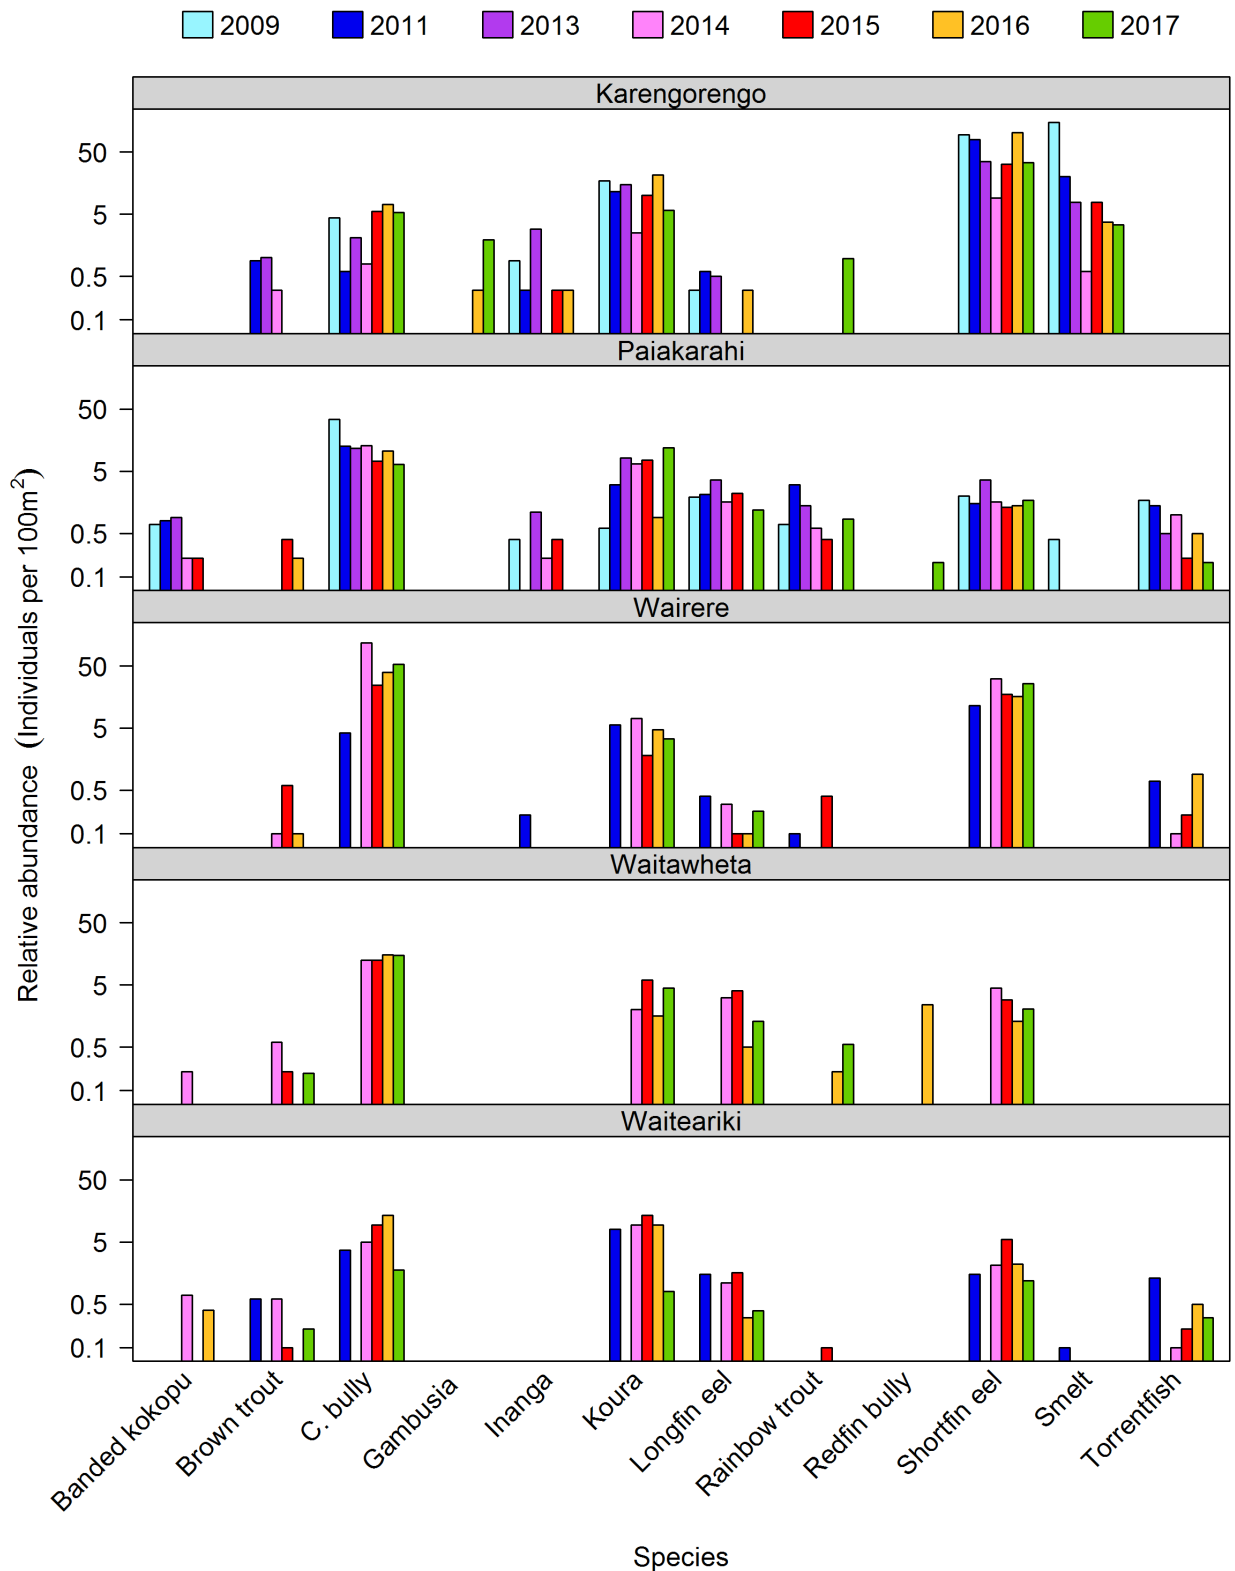 2009 2011 2013 2014 2015 2016 2017
Karengorengo
50
5
0.5
0.1
Paiakarahi
50
5
0.5
0.1
Wairere
50
5
0.5
0.1
Waitawheta
50
5
0.5
0.1
Waiteariki
50
5
0.5
0.1
Relative abundance (Individuals per 100m²)
Banded kokopu
Brown trout
C. bully
Gambusia
Inanga
Koura
Longfin eel
Rainbow trout
Redfin bully
Shortfin eel
Smelt
Torrentfish
Species